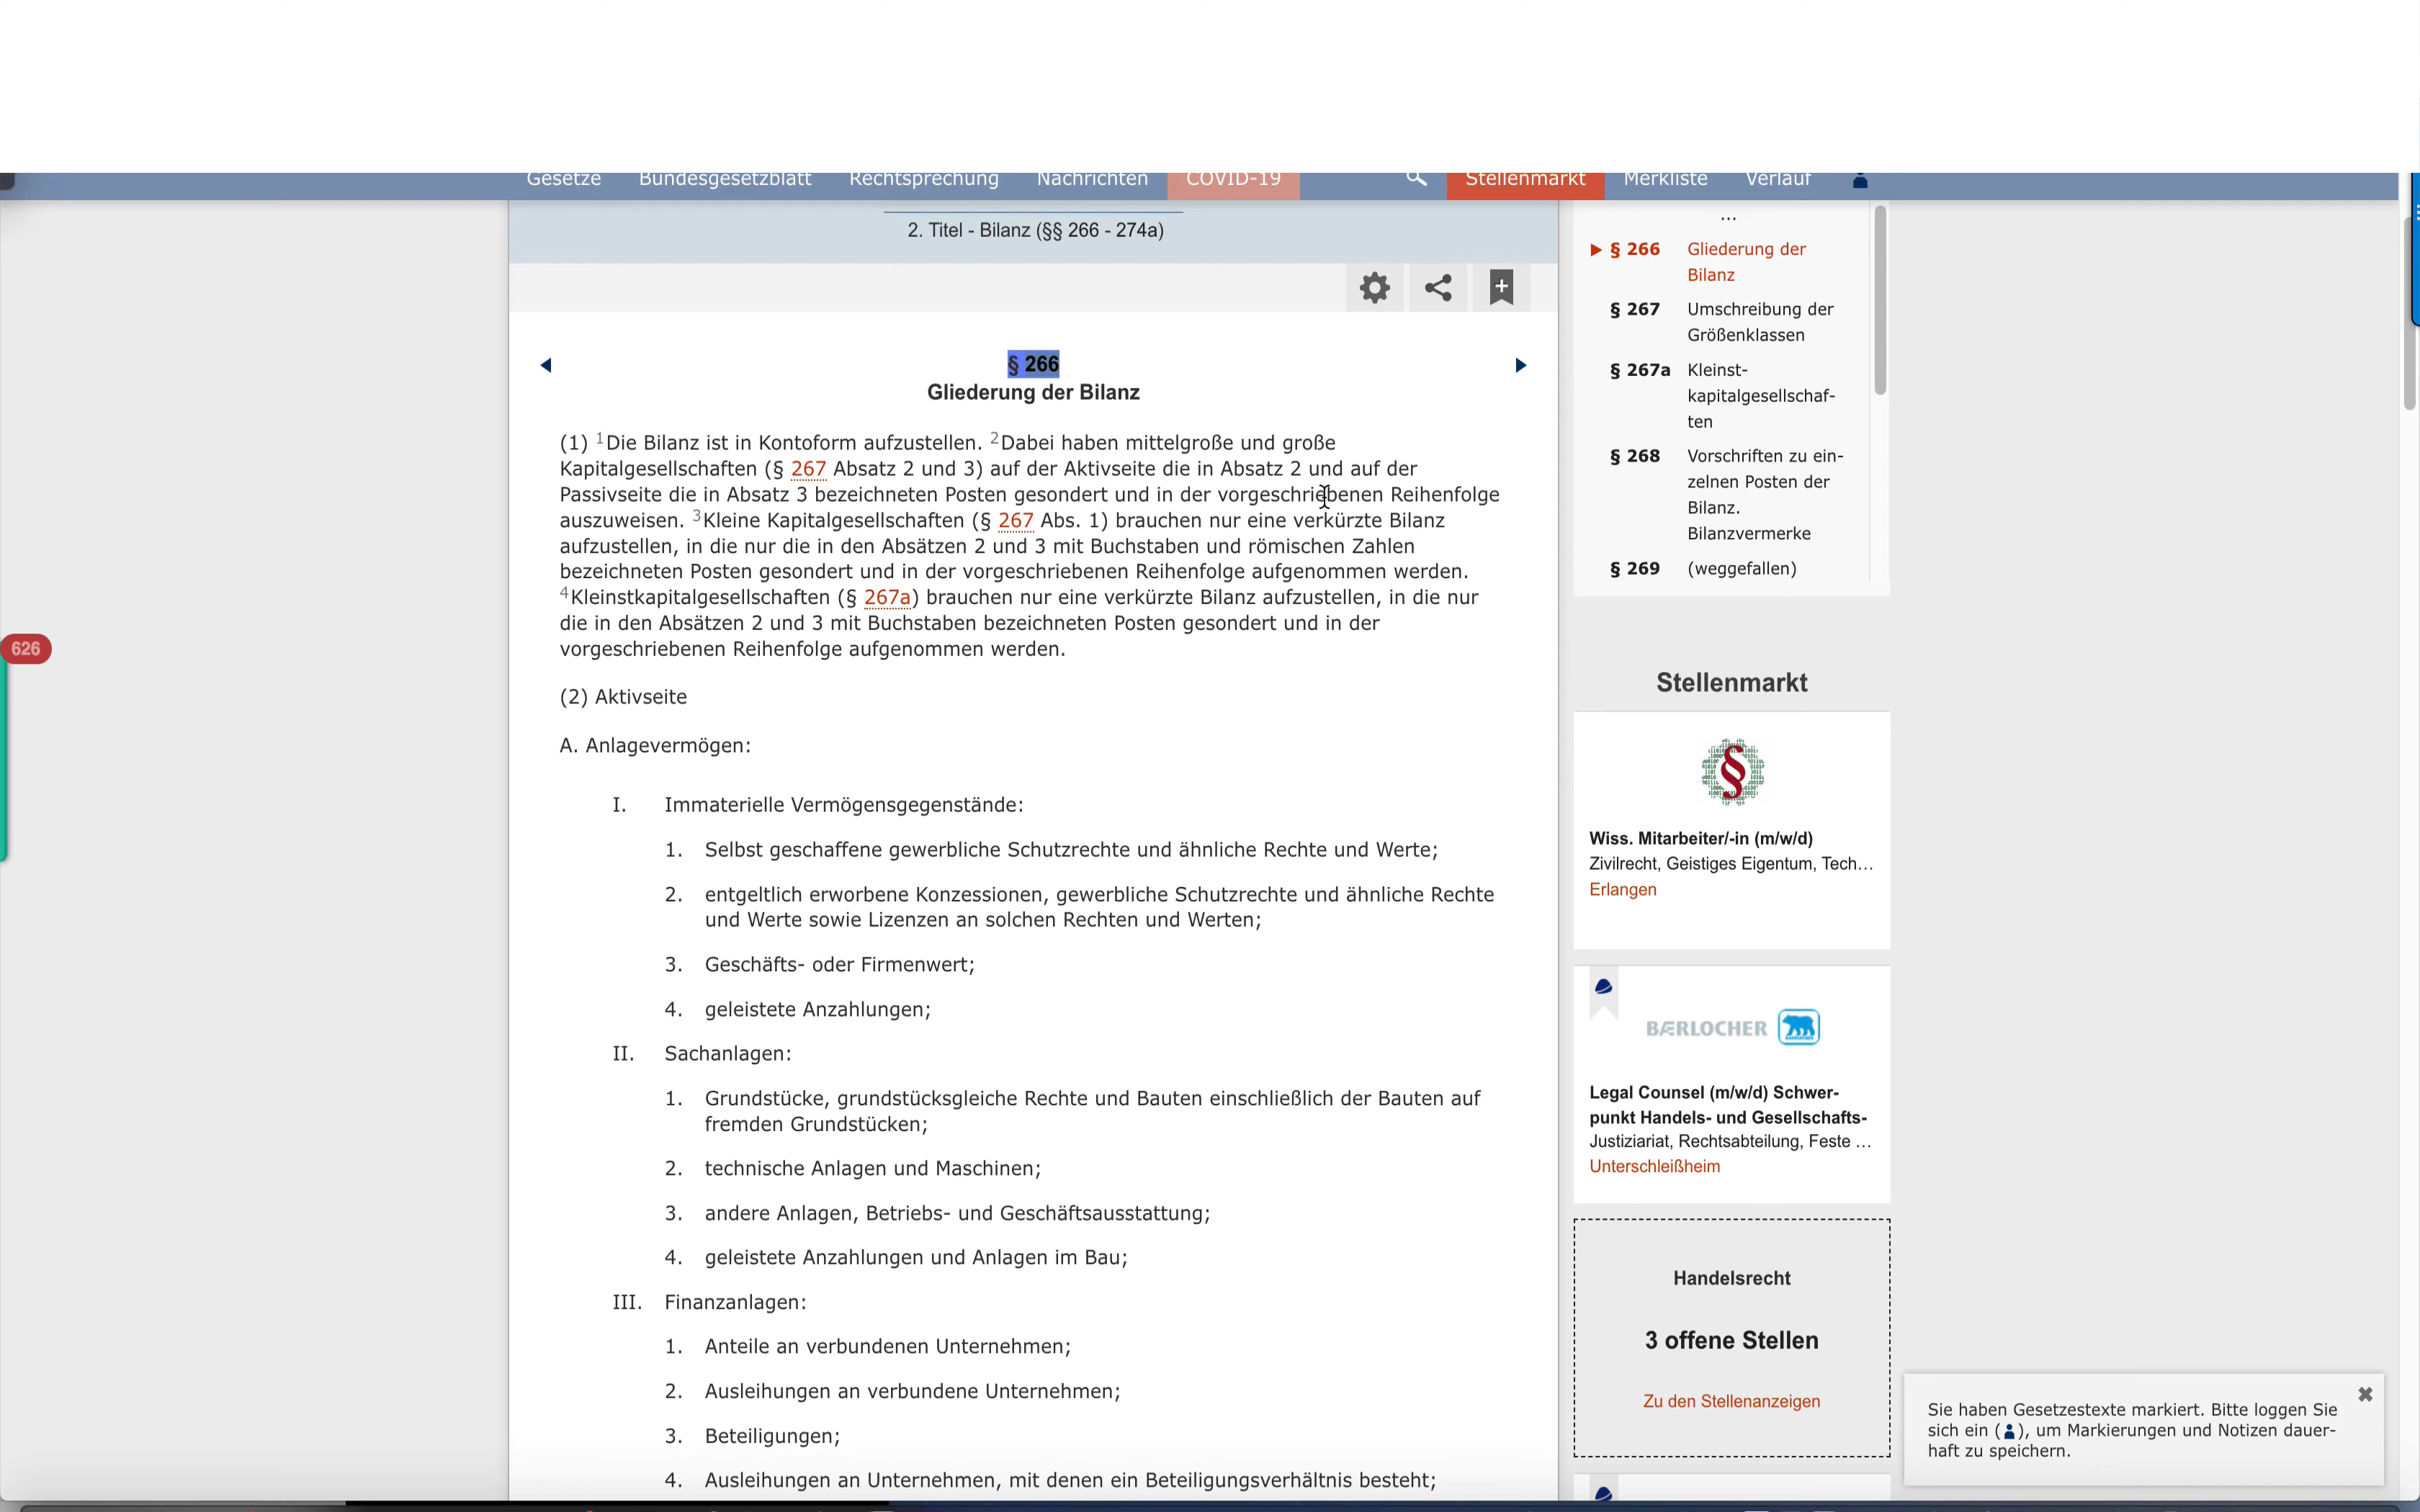 Gesetze Bundesgesetzblatt Rechtsprechung Nachrichten COVID-19 Stellenmarkt Merkliste Verlauf
2. Titel - Bilanz (§§ 266 - 274a)
§ 266
Gliederung der Bilanz
(1) 1Die Bilanz ist in Kontoform aufzustellen. 2Dabei haben mittelgroße und große
Kapitalgesellschaften (§ 267 Absatz 2 und 3) auf der Aktivseite die in Absatz 2 und auf der
Passivseite die in Absatz 3 bezeichneten Posten gesondert und in der vorgeschriebenen Reihenfolge
auszuweisen. 3Kleine Kapitalgesellschaften (§ 267 Abs. 1) brauchen nur eine verkürzte Bilanz
aufzustellen, in die nur die in den Absätzen 2 und 3 mit Buchstaben und römischen Zahlen
bezeichneten Posten gesondert und in der vorgeschriebenen Reihenfolge aufgenommen werden.
4Kleinstkapitalgesellschaften (§ 267a) brauchen nur eine verkürzte Bilanz aufzustellen, in die nur
die in den Absätzen 2 und 3 mit Buchstaben bezeichneten Posten gesondert und in der
vorgeschriebenen Reihenfolge aufgenommen werden.
626
(2) Aktivseite
A. Anlagevermögen:
I. Immaterielle Vermögensgegenstände:
1. Selbst geschaffene gewerbliche Schutzrechte und ähnliche Rechte und Werte;
2. entgeltlich erworbene Konzessionen, gewerbliche Schutzrechte und ähnliche Rechte
und Werte sowie Lizenzen an solchen Rechten und Werten;
3. Geschäfts- oder Firmenwert;
4. geleistete Anzahlungen;
II. Sachanlagen:
1. Grundstücke, grundstücksgleiche Rechte und Bauten einschließlich der Bauten auf
fremden Grundstücken;
2. technische Anlagen und Maschinen;
3. andere Anlagen, Betriebs- und Geschäftsausstattung;
4. geleistete Anzahlungen und Anlagen im Bau;
III. Finanzanlagen:
1. Anteile an verbundenen Unternehmen;
2. Ausleihungen an verbundene Unternehmen;
3. Beteiligungen;
4. Ausleihungen an Unternehmen, mit denen ein Beteiligungsverhältnis besteht;
...
§ 266 Gliederung der
Bilanz
§ 267 Umschreibung der
Größenklassen
§ 267a Kleinst-
kapitalgesellschaf-
ten
§ 268 Vorschriften zu ein-
zelnen Posten der
Bilanz.
Bilanzvermerke
§ 269 (weggefallen)
Stellenmarkt
§
Wiss. Mitarbeiter/-in (m/w/d)
Zivilrecht, Geistiges Eigentum, Tech...
Erlangen
BÆRLOCHER
Legal Counsel (m/w/d) Schwer-
punkt Handels- und Gesellschafts-
Justiziariat, Rechtsabteilung, Feste ...
Unterschleißheim
Handelsrecht
3 offene Stellen
Zu den Stellenanzeigen
Sie haben Gesetzestexte markiert. Bitte loggen Sie
sich ein ( ), um Markierungen und Notizen dauer-
haft zu speichern.